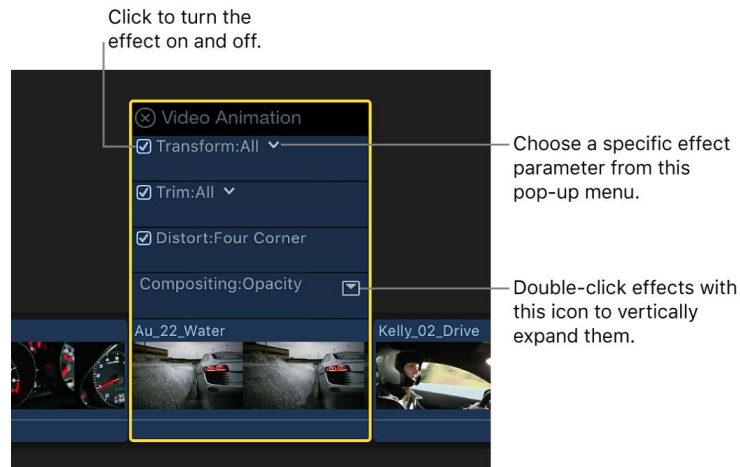 Click to turn the
effect on and off.
Video Animation
Transform:All
Choose a specific effect
parameter from this
pop-up menu.
Trim:All
Distort:Four Corner
Compositing:Opacity
Double-click effects with
this icon to vertically
expand them.
Au_22_Water
Kelly_02_Drive